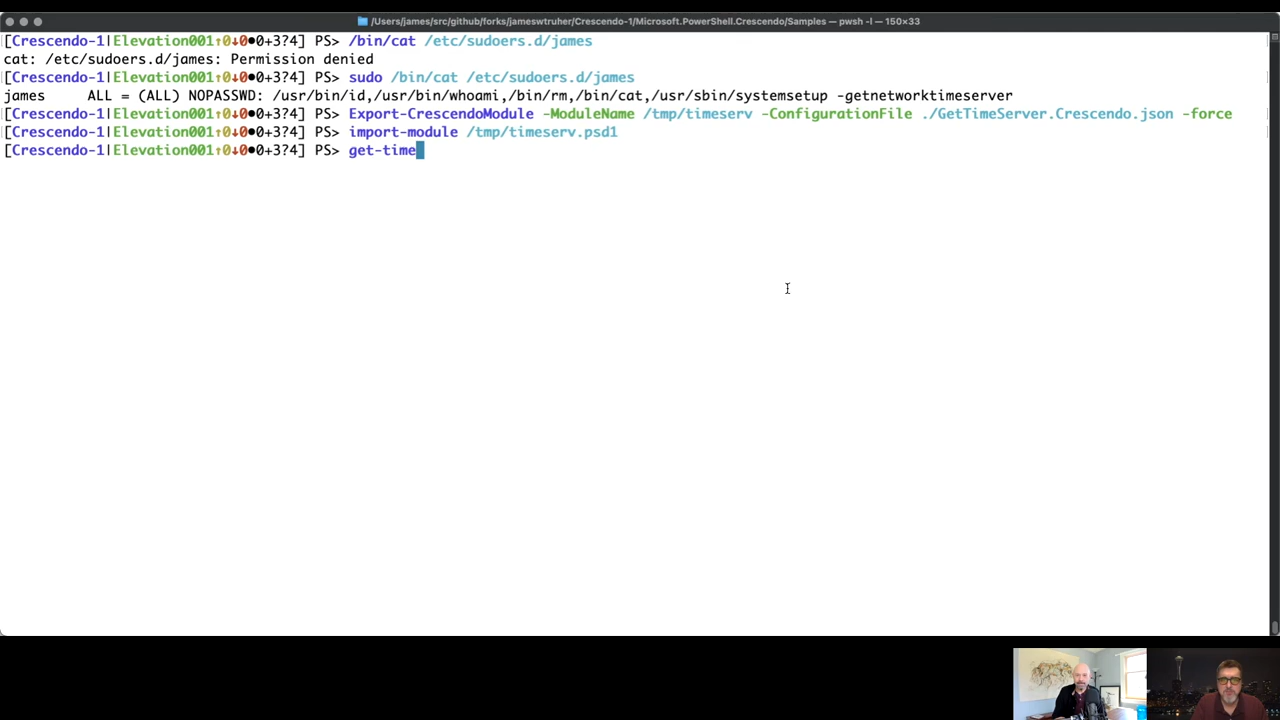 /Users/james/src/github/forks/jameswtruher/Crescendo-1/Microsoft.PowerShell.Crescendo/Samples — pwsh -l — 150×33
[Crescendo-1|Elevation001↑0↓0●0+3?4] PS> /bin/cat /etc/sudoers.d/james
cat: /etc/sudoers.d/james: Permission denied
[Crescendo-1|Elevation001↑0↓0●0+3?4] PS> sudo /bin/cat /etc/sudoers.d/james
james     ALL = (ALL) NOPASSWD: /usr/bin/id,/usr/bin/whoami,/bin/rm,/bin/cat,/usr/sbin/systemsetup -getnetworktimeserver
[Crescendo-1|Elevation001↑0↓0●0+3?4] PS> Export-CrescendoModule -ModuleName /tmp/timeserv -ConfigurationFile ./GetTimeServer.Crescendo.json -force
[Crescendo-1|Elevation001↑0↓0●0+3?4] PS> import-module /tmp/timeserv.psd1
[Crescendo-1|Elevation001↑0↓0●0+3?4] PS> get-time